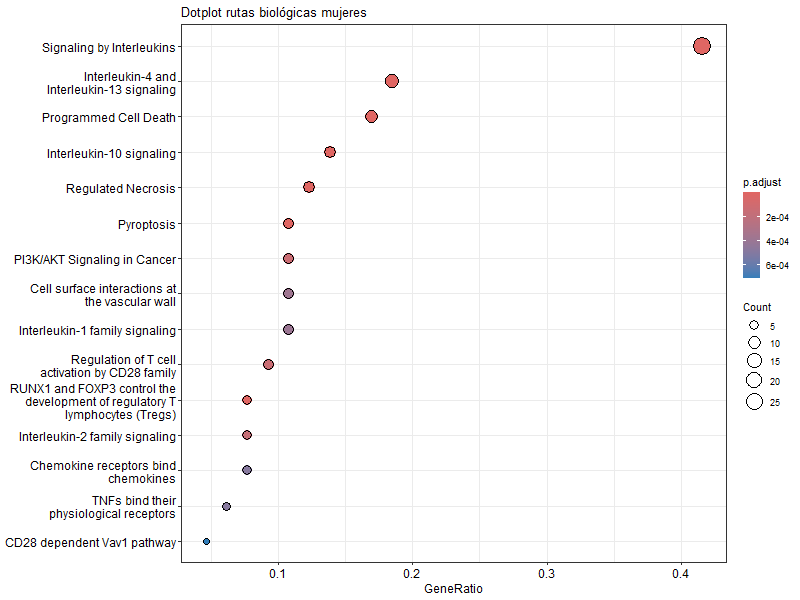 Dotplot rutas biológicas mujeres
Signaling by Interleukins
Interleukin-4 and
Interleukin-13 signaling
Programmed Cell Death
Interleukin-10 signaling
Regulated Necrosis
Pyroptosis
PI3K/AKT Signaling in Cancer
Cell surface interactions at
the vascular wall
Interleukin-1 family signaling
Regulation of T cell
activation by CD28 family
RUNX1 and FOXP3 control the
development of regulatory T
lymphocytes (Tregs)
Interleukin-2 family signaling
Chemokine receptors bind
chemokines
TNFs bind their
physiological receptors
CD28 dependent Vav1 pathway
0.1 0.2 0.3 0.4
GeneRatio
p.adjust
2e-04
4e-04
6e-04
Count
5
10
15
20
25